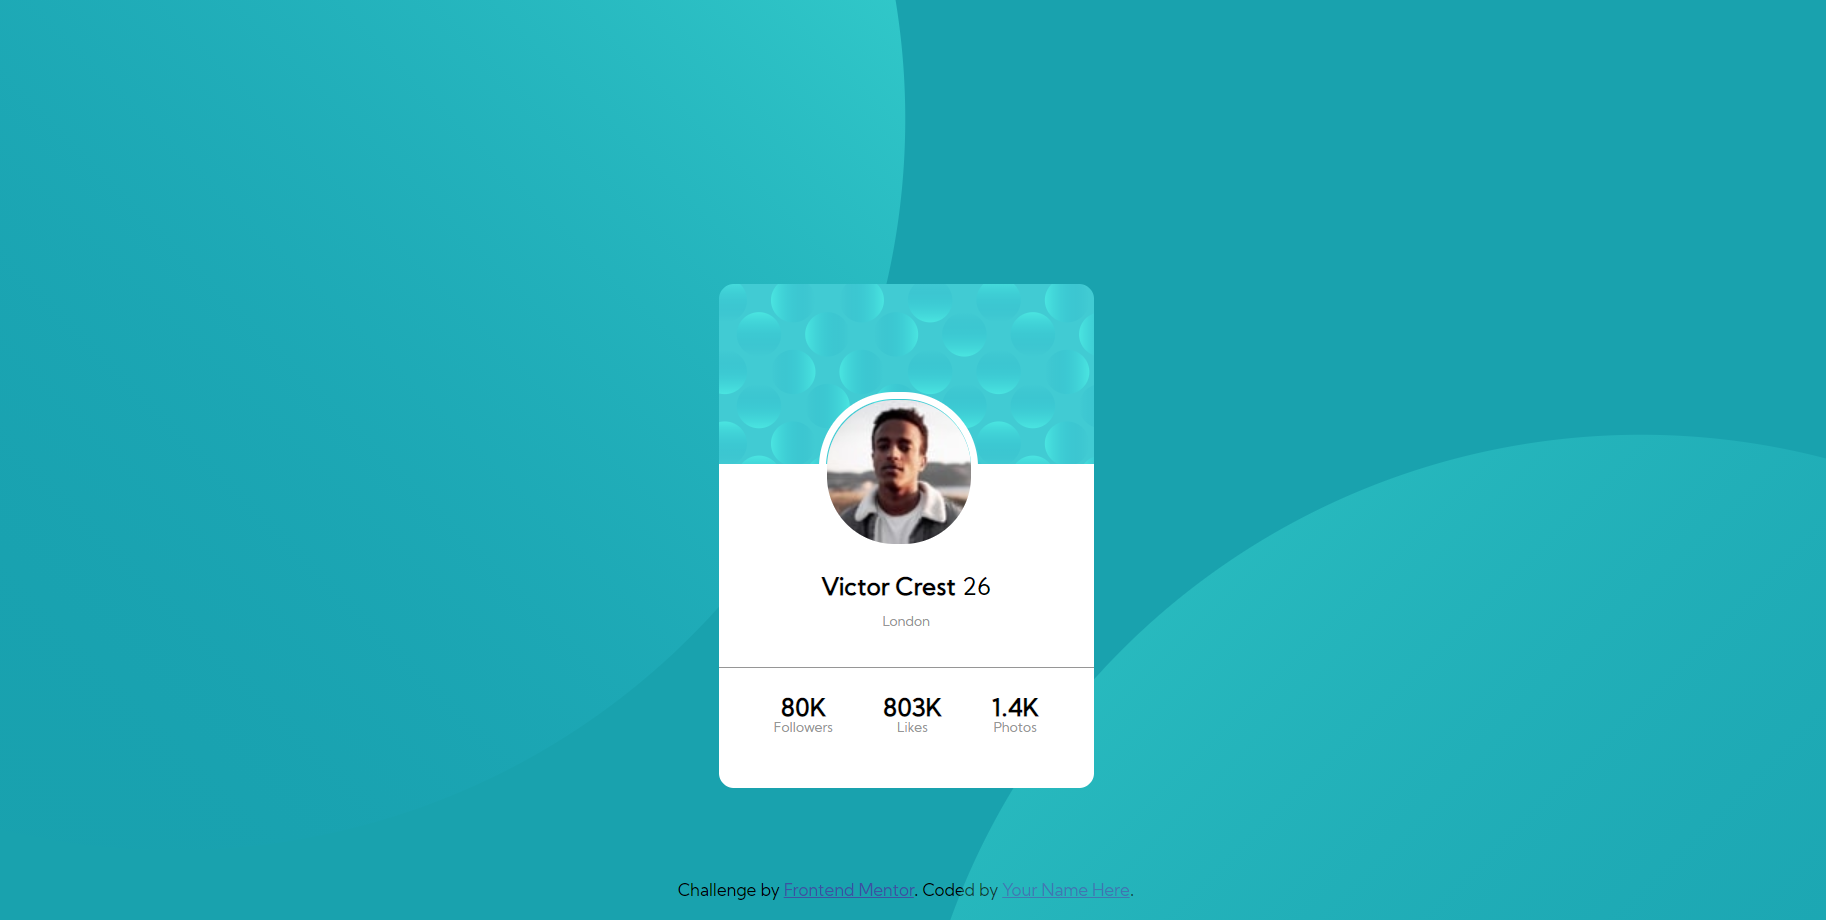 Victor Crest 26
London
80K 803K 1.4K
Followers Likes Photos
Challenge by Frontend Mentor. Coded by Your Name Here.